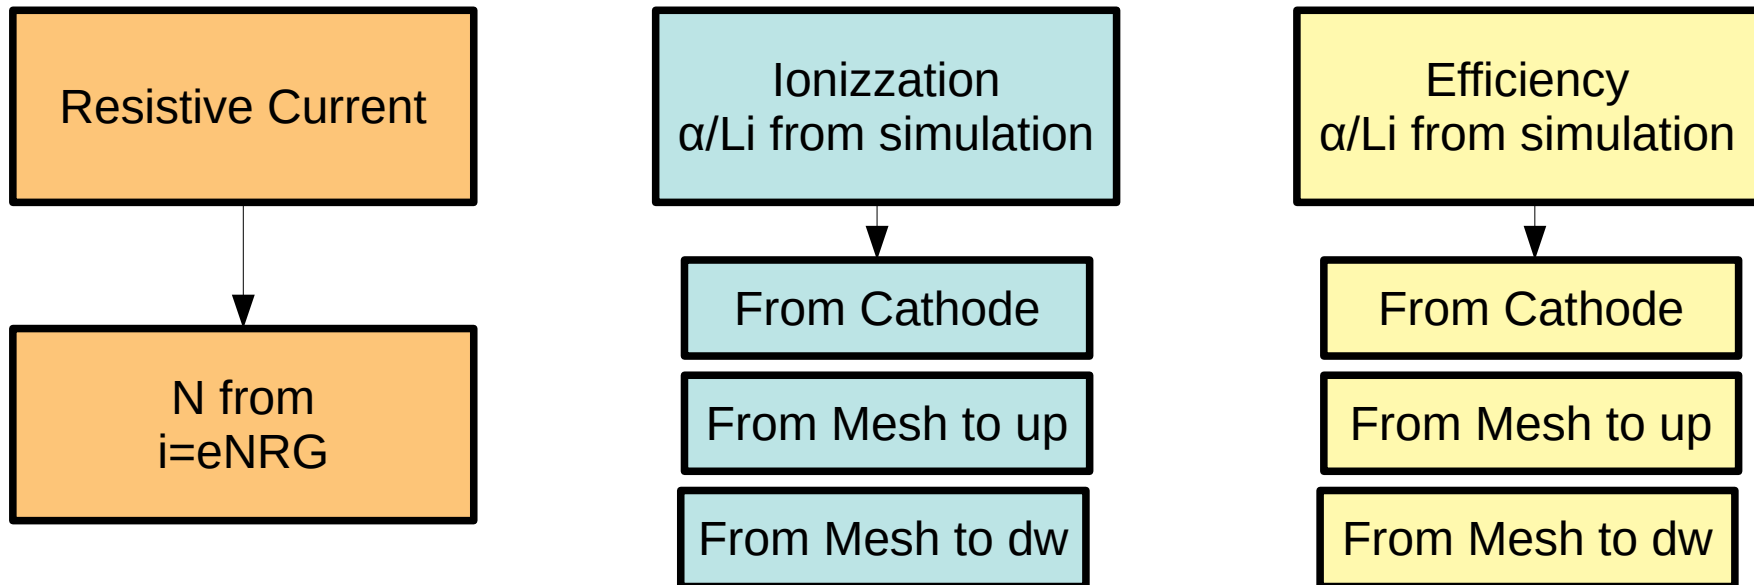 Resistive Current
N from
i=eNRG
Ionizzation
α/Li from simulation
From Cathode
From Mesh to up
From Mesh to dw
Efficiency
α/Li from simulation
From Cathode
From Mesh to up
From Mesh to dw